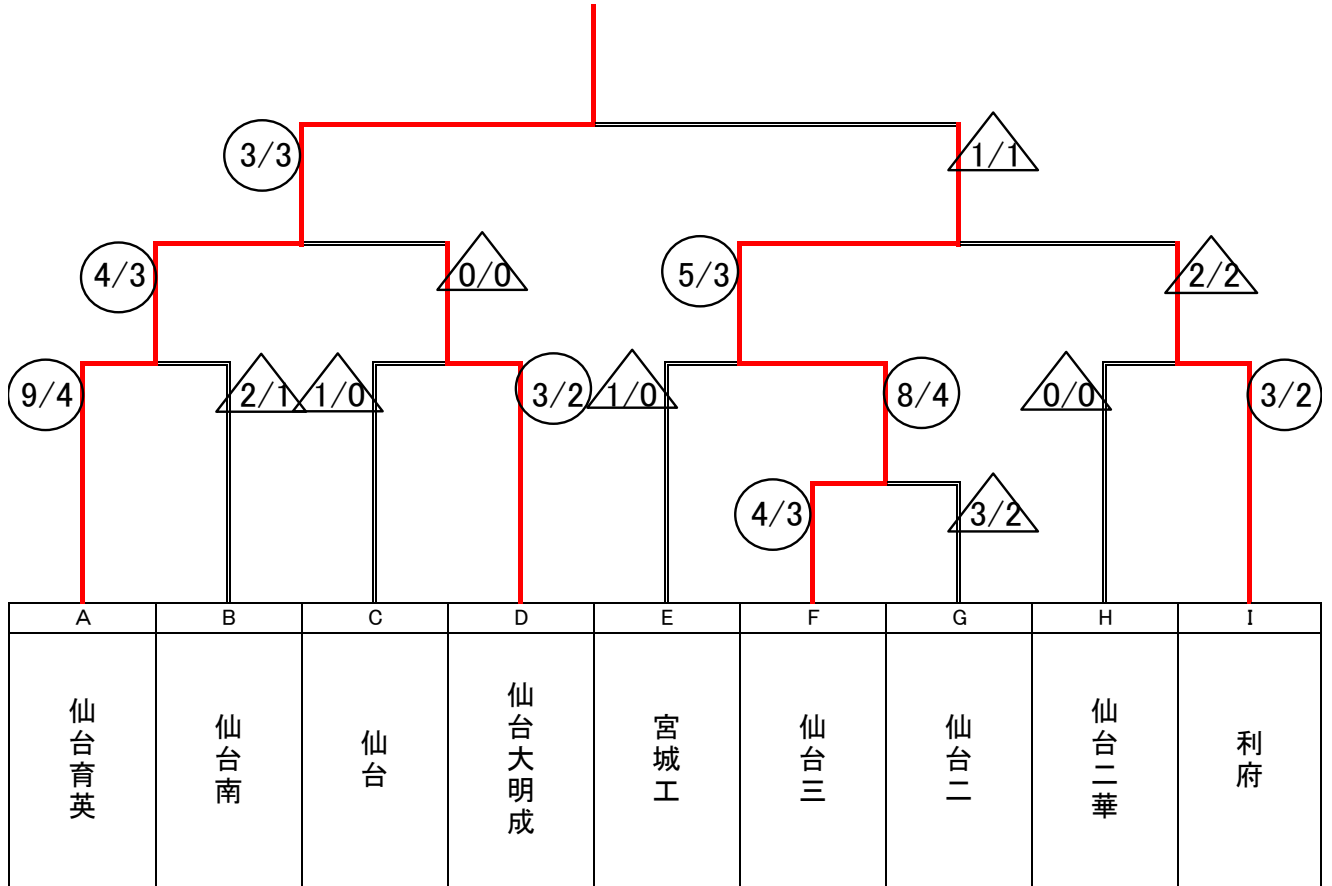 3/3 1/1
4/3 0/0 5/3 2/2
9/4 2/1 1/0 3/2 1/0 8/4 0/0 3/2
4/3 3/2
A B C D E F G H I
仙台育英
仙台南
仙台
仙台大明成
宮城工
仙台三
仙台二
仙台二華
利府